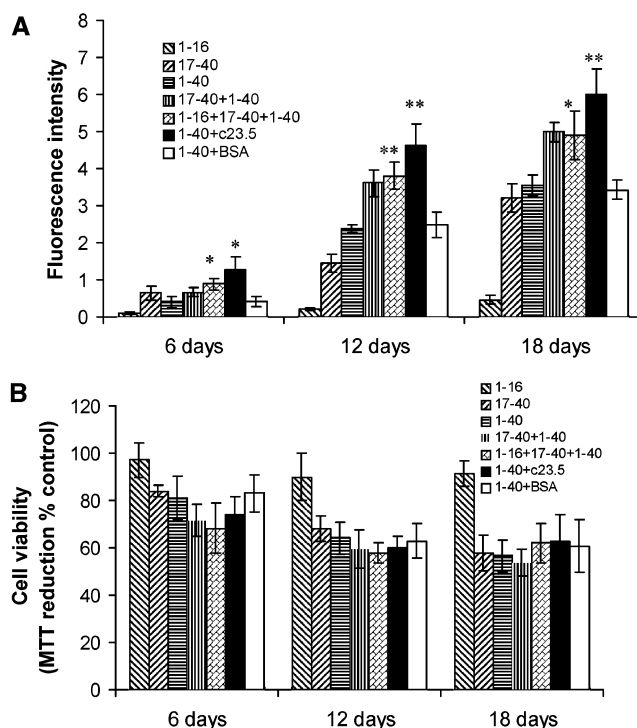 A
Fluorescence intensity
8
7
6
5
4
3
2
1
0
1-16
17-40
1-40
17-40+1-40
1-16+17-40+1-40
1-40+c23.5
1-40+BSA
* *
** **
* **
6 days 12 days 18 days
B
Cell viability
(MTT reduction % control)
120
100
80
60
40
20
0
1-16
17-40
1-40
17-40+1-40
1-16+17-40+1-40
1-40+c23.5
1-40+BSA
6 days 12 days 18 days